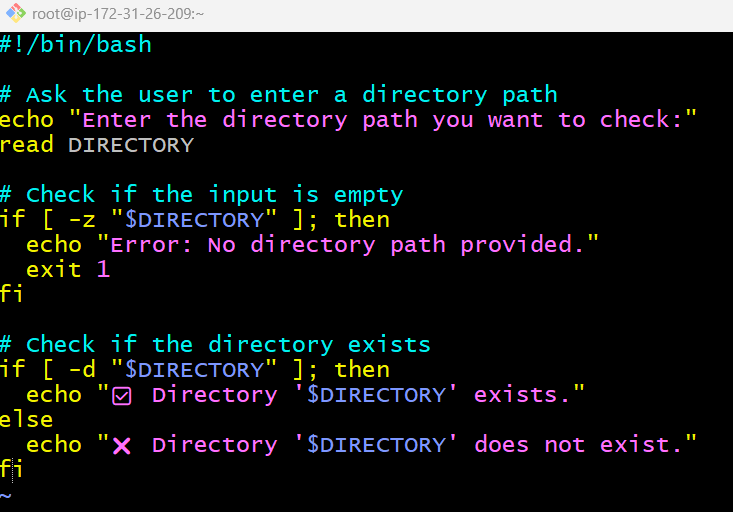 root@ip-172-31-26-209:~
#!/bin/bash

# Ask the user to enter a directory path
echo "Enter the directory path you want to check:"
read DIRECTORY

# Check if the input is empty
if [ -z "$DIRECTORY" ]; then
  echo "Error: No directory path provided."
  exit 1
fi

# Check if the directory exists
if [ -d "$DIRECTORY" ]; then
  echo "☑ Directory '$DIRECTORY' exists."
else
  echo "❌ Directory '$DIRECTORY' does not exist."
fi
~